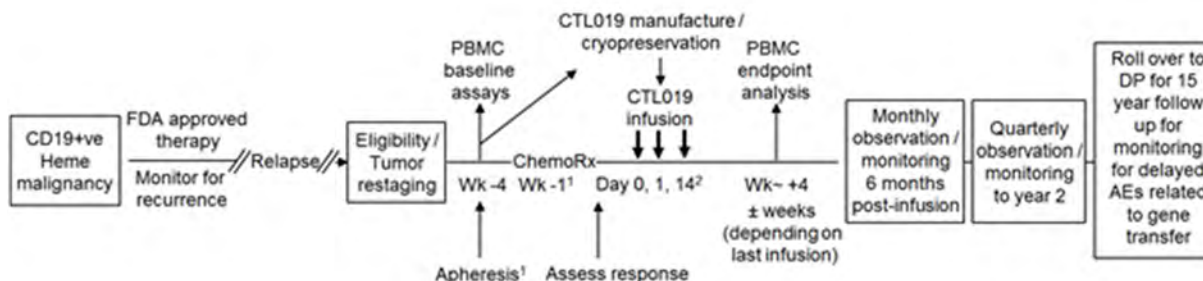 CD19+ve
Heme
malignancy
FDA approved
therapy
Monitor for
recurrence
Relapse
Eligibility /
Tumor
restaging
PBMC
baseline
assays
CTL019 manufacture /
cryopreservation
CTL019
infusion
PBMC
endpoint
analysis
ChemoRx
Wk -4
Wk -1¹
Day 0, 1, 14²
Wk~ +4
± weeks
(depending on
last infusion)
Apheresis¹
Assess response
Monthly
observation /
monitoring
6 months
post-infusion
Quarterly
observation /
monitoring
to year 2
Roll over to
DP for 15
year follow
up for
monitoring
for delayed
AEs related
to gene
transfer